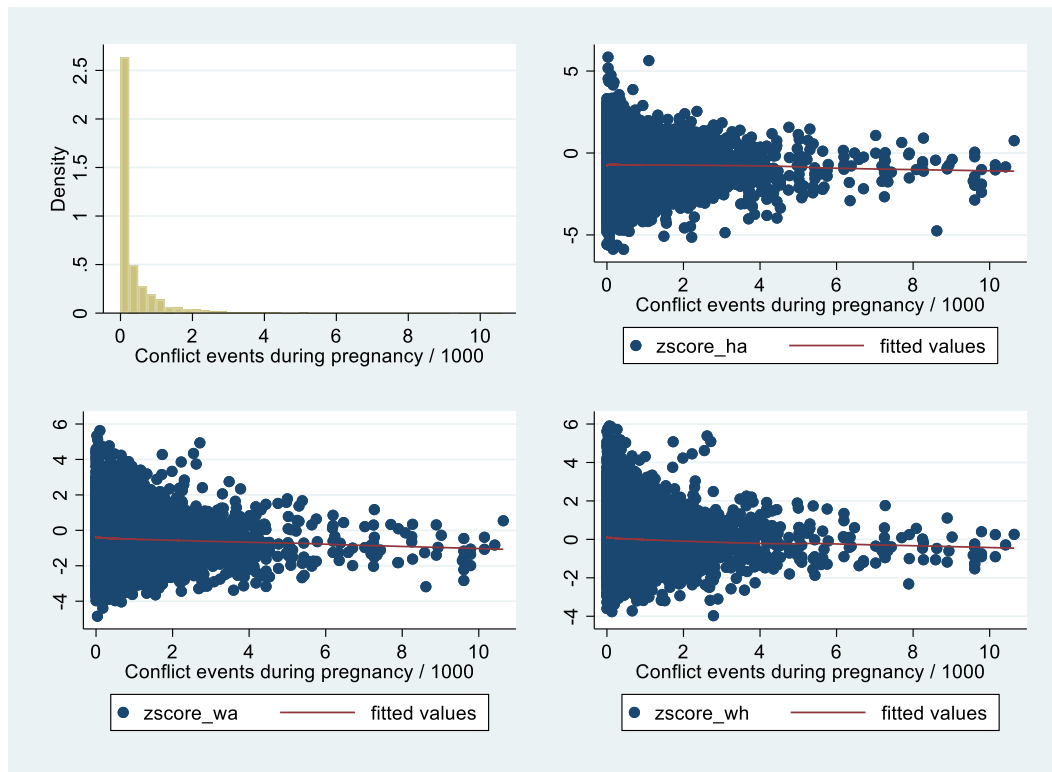 Density
2.5
2
1.5
1
.5
0
0 2 4 6 8 10
Conflict events during pregnancy / 1000
5
0
-5
0 2 4 6 8 10
Conflict events during pregnancy / 1000
zscore_ha fitted values
6
4
2
0
-2
-4
0 2 4 6 8 10
Conflict events during pregnancy / 1000
zscore_wa fitted values
6
4
2
0
-2
-4
0 2 4 6 8 10
Conflict events during pregnancy / 1000
zscore_wh fitted values